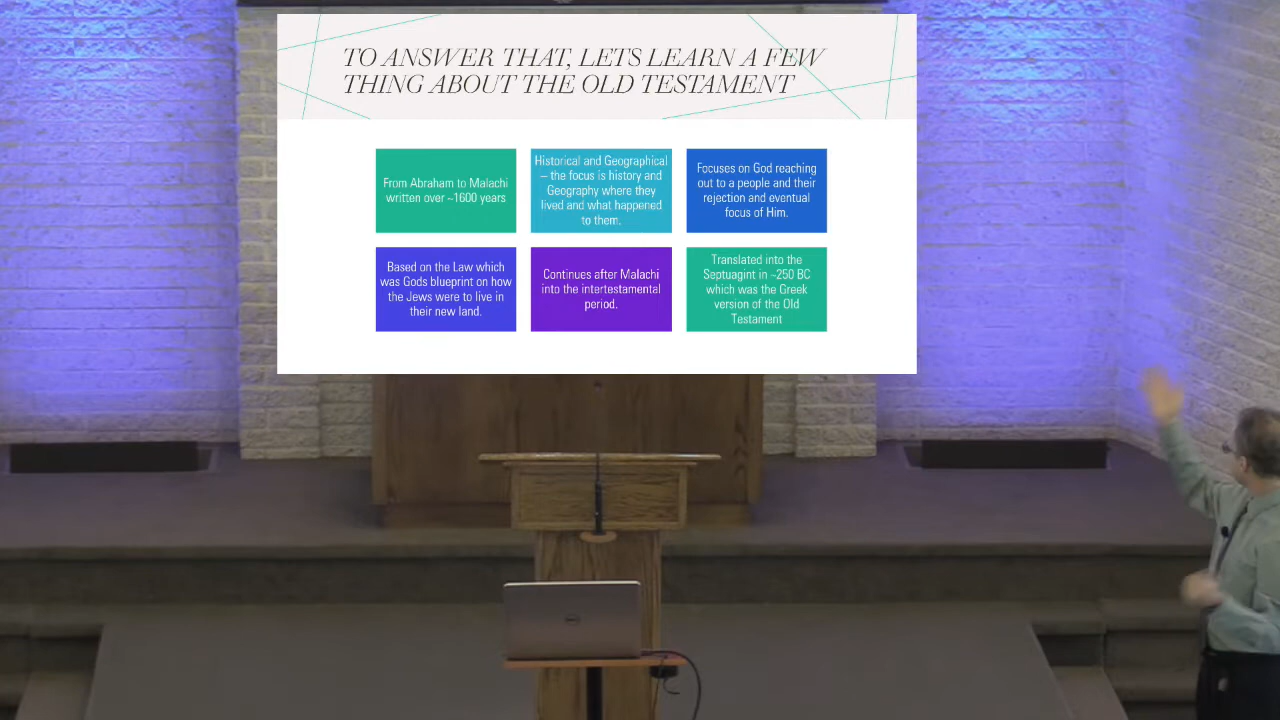 TO ANSWER THAT, LETS LEARN A FEW
THING ABOUT THE OLD TESTAMENT
From Abraham to Malachi
written over ~1600 years
Historical and Geographical
– the focus is history and
Geography where they
lived and what happened
to them.
Focuses on God reaching
out to a people and their
rejection and eventual
focus of Him.
Based on the Law which
was Gods blueprint on how
the Jews were to live in
their new land.
Continues after Malachi
into the intertestamental
period.
Translated into the
Septuagint in ~250 BC
which was the Greek
version of the Old
Testament
DELL